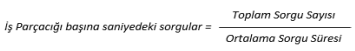 İş Parçacığı başına saniyedeki sorgular = Toplam Sorgu Sayısı
Ortalama Sorgu Süresi